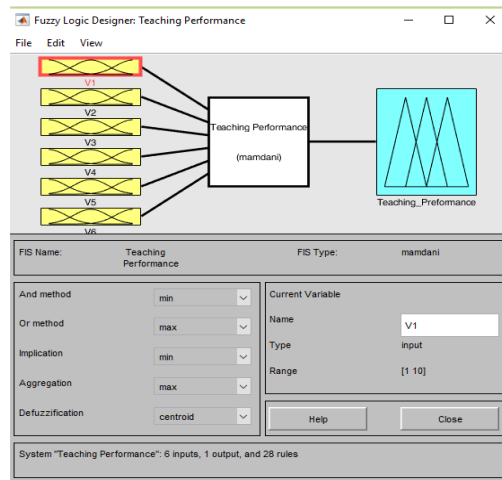 Fuzzy Logic Designer: Teaching Performance
File Edit View
V1
V2
V3
V4
V5
V6
Teaching Performance
(mamdani)
Teaching_Preformance
FIS Name: Teaching Performance
FIS Type: mamdani
And method min
Or method max
Implication min
Aggregation max
Defuzzification centroid
Current Variable
Name V1
Type input
Range [1 10]
Help Close
System "Teaching Performance": 6 inputs, 1 output, and 28 rules